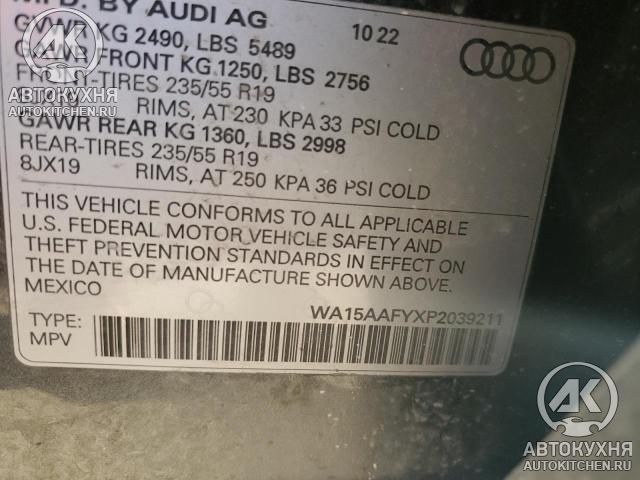 MFD. BY AUDI AG 10 22
GVWR KG 2490, LBS 5489
GAWR FRONT KG 1250, LBS 2756
FRONT-TIRES 235/55 R19
RIMS, AT 230 KPA 33 PSI COLD
GAWR REAR KG 1360, LBS 2998
REAR-TIRES 235/55 R19
8JX19 RIMS, AT 250 KPA 36 PSI COLD
THIS VEHICLE CONFORMS TO ALL APPLICABLE
U.S. FEDERAL MOTOR VEHICLE SAFETY AND
THEFT PREVENTION STANDARDS IN EFFECT ON
THE DATE OF MANUFACTURE SHOWN ABOVE.
MEXICO
WA15AAFYXP2039211
TYPE:
MPV
АК
АВТОКУХНЯ
AUTOKITCHEN.RU
АК
АВТОКУХНЯ
AUTOKITCHEN.RU